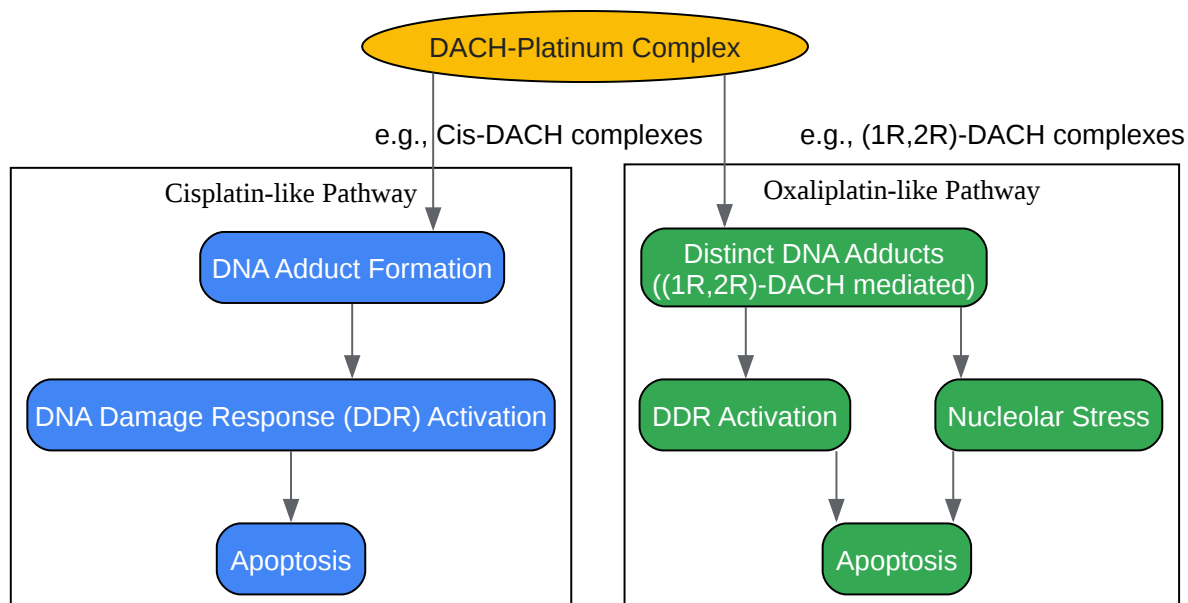 DACH-Platinum Complex
e.g., Cis-DACH complexes
e.g., (1R,2R)-DACH complexes
Cisplatin-like Pathway
DNA Adduct Formation
DNA Damage Response (DDR) Activation
Apoptosis
Oxaliplatin-like Pathway
Distinct DNA Adducts
((1R,2R)-DACH mediated)
DDR Activation
Nucleolar Stress
Apoptosis